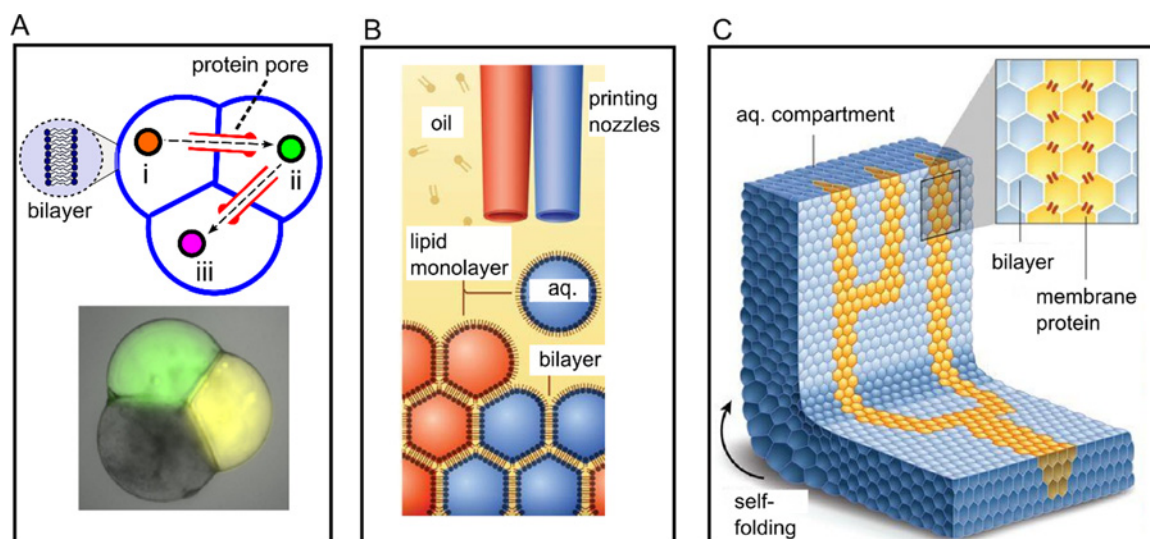 A
protein pore
i
ii
iii
bilayer
B
oil
printing
nozzles
lipid
monolayer
aq.
bilayer
C
aq. compartment
bilayer
membrane
protein
self-
folding